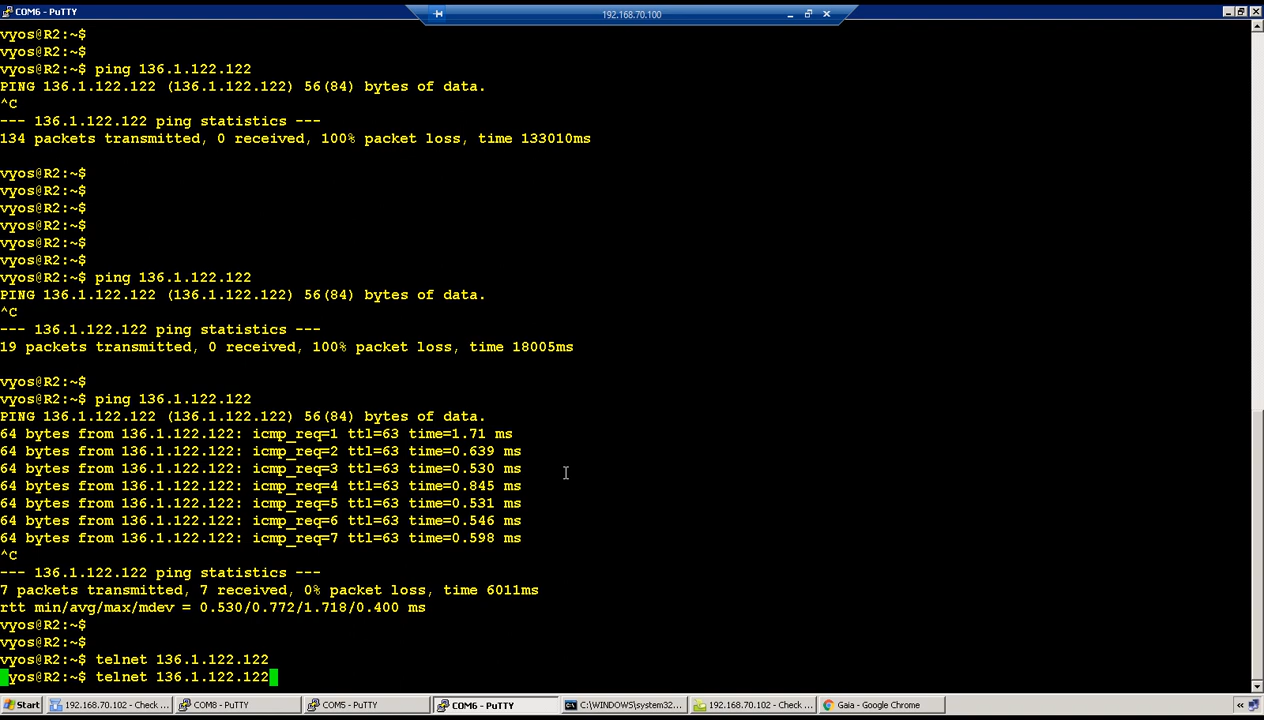 COM6 - PuTTY
192.168.70.100
vyos@R2:~$
vyos@R2:~$
vyos@R2:~$ ping 136.1.122.122
PING 136.1.122.122 (136.1.122.122) 56(84) bytes of data.
^C
--- 136.1.122.122 ping statistics ---
134 packets transmitted, 0 received, 100% packet loss, time 133010ms
vyos@R2:~$
vyos@R2:~$
vyos@R2:~$
vyos@R2:~$
vyos@R2:~$
vyos@R2:~$
vyos@R2:~$ ping 136.1.122.122
PING 136.1.122.122 (136.1.122.122) 56(84) bytes of data.
^C
--- 136.1.122.122 ping statistics ---
19 packets transmitted, 0 received, 100% packet loss, time 18005ms
vyos@R2:~$
vyos@R2:~$ ping 136.1.122.122
PING 136.1.122.122 (136.1.122.122) 56(84) bytes of data.
64 bytes from 136.1.122.122: icmp_req=1 ttl=63 time=1.71 ms
64 bytes from 136.1.122.122: icmp_req=2 ttl=63 time=0.639 ms
64 bytes from 136.1.122.122: icmp_req=3 ttl=63 time=0.530 ms
64 bytes from 136.1.122.122: icmp_req=4 ttl=63 time=0.845 ms
64 bytes from 136.1.122.122: icmp_req=5 ttl=63 time=0.531 ms
64 bytes from 136.1.122.122: icmp_req=6 ttl=63 time=0.546 ms
64 bytes from 136.1.122.122: icmp_req=7 ttl=63 time=0.598 ms
^C
--- 136.1.122.122 ping statistics ---
7 packets transmitted, 7 received, 0% packet loss, time 6011ms
rtt min/avg/max/mdev = 0.530/0.772/1.718/0.400 ms
vyos@R2:~$
vyos@R2:~$
vyos@R2:~$ telnet 136.1.122.122
vyos@R2:~$ telnet 136.1.122.122
Start 192.168.70.102 - Check ... COM8 - PuTTY COM5 - PuTTY COM6 - PuTTY C:\WINDOWS\system32... 192.168.70.102 - Check ... Gaia - Google Chrome «